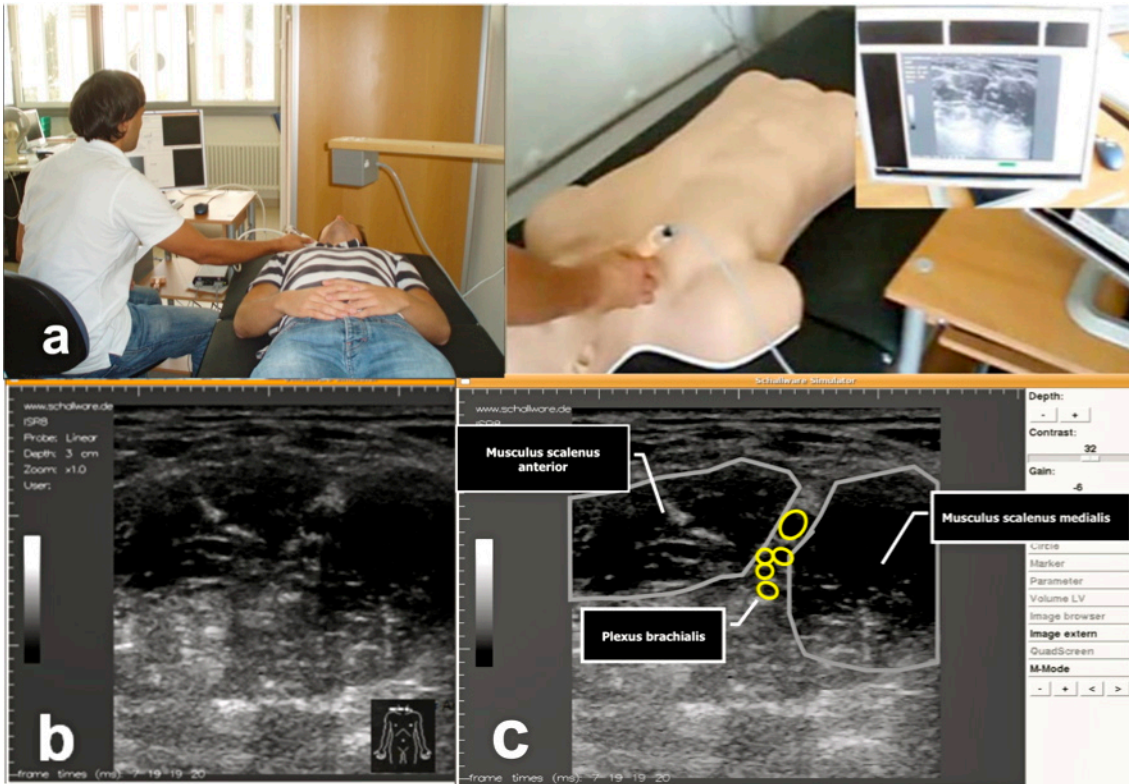 a
www.schallware.de
ISRB
Probe: Linear
Depth: 3 cm
Zoom: x1.0
User:
b
frame times (ms): 7 19 19 20
Schallware Simulator
www.schallware.de
Musculus scalenus
anterior
Musculus scalenus medialis
Plexus brachialis
c
frame times (ms): 7 19 19 20
Depth:
- +
Contrast:
32
Gain:
-6
Circle
Marker
Parameter
Volume LV
Image browser
Image extern
QuadScreen
M-Mode
- + < >